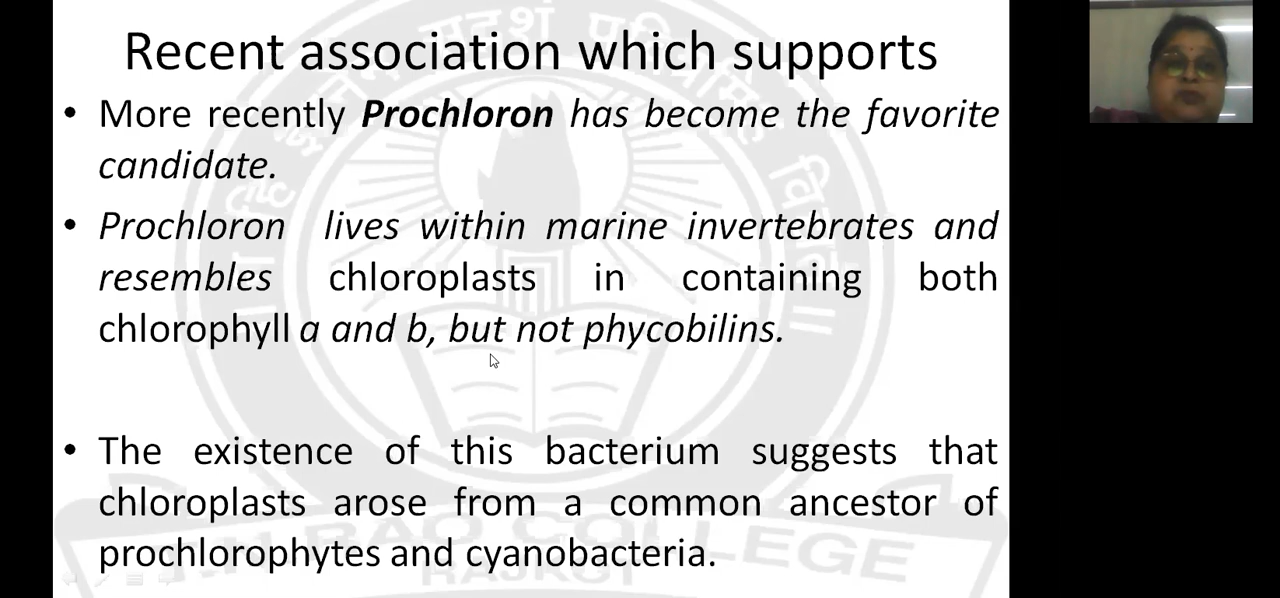 Recent association which supports
• More recently Prochloron has become the favorite
candidate.
• Prochloron lives within marine invertebrates and
resembles chloroplasts in containing both
chlorophyll a and b, but not phycobilins.
• The existence of this bacterium suggests that
chloroplasts arose from a common ancestor of
prochlorophytes and cyanobacteria.
RAO COLLEGE